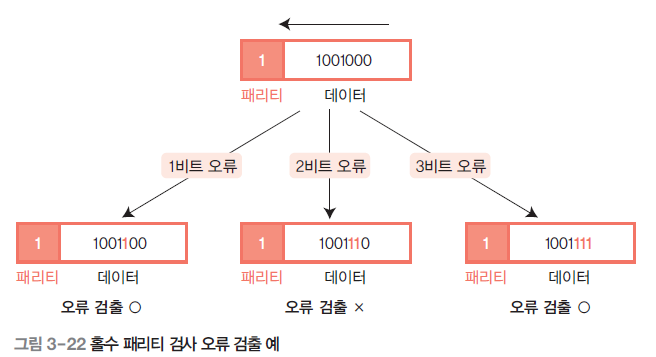 1 1001000
패리티 데이터
1비트 오류 2비트 오류 3비트 오류
1 1001100 1 1001110 1 1001111
패리티 데이터 패리티 데이터 패리티 데이터
오류 검출 ○ 오류 검출 × 오류 검출 ○
그림 3-22 홀수 패리티 검사 오류 검출 예